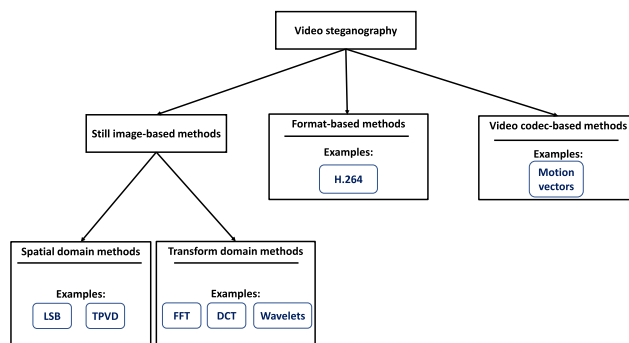 Video steganography
Still image-based methods
Format-based methods
Examples:
H.264
Video codec-based methods
Examples:
Motion
vectors
Spatial domain methods
Examples:
LSB TPVD
Transform domain methods
Examples:
FFT DCT Wavelets